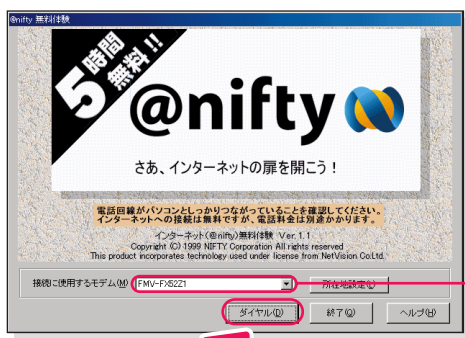 @nifty 無料体験
5時間
無料!!
@nifty
さあ、インターネットの扉を開こう！
電話回線がパソコンとしっかりつながっていることを確認してください。
インターネットへの接続は無料ですが、電話料金は別途かかります。
インターネット(@nifty)無料体験 Ver.1.1
Copyright (C) 1999 NIFTY Corporation All rights reserved
This product incorporates technology used under license from NetVision Co.Ltd.
接続に使用するモデム(M) FMV-FX52Z1 所在地設定(L)
ダイヤル(D) 終了(Q) ヘルプ(H)